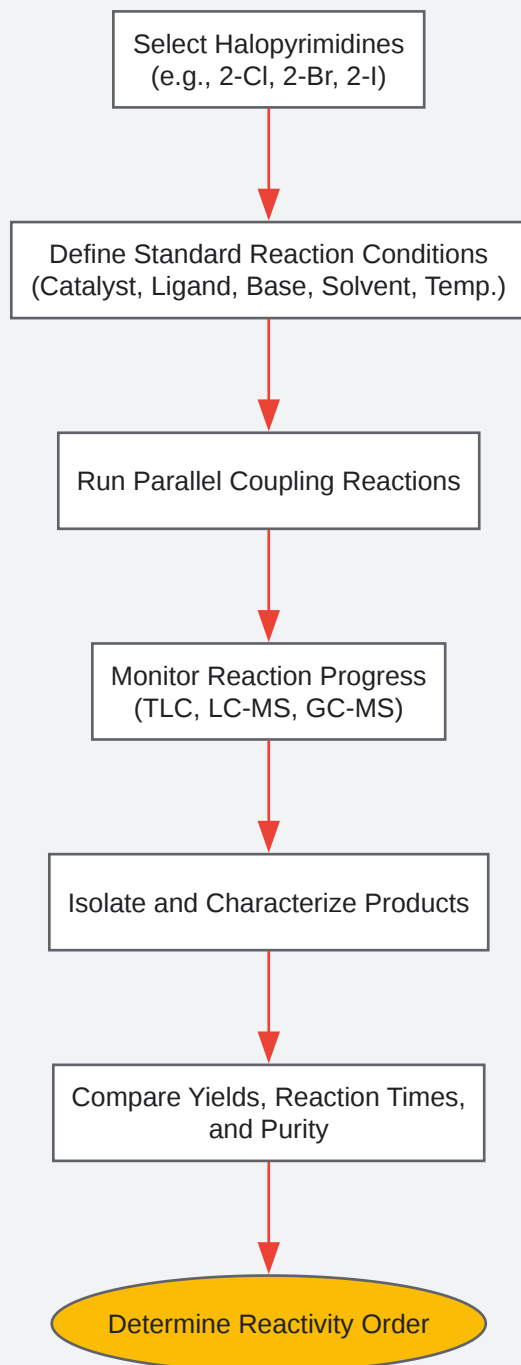 Select Halopyrimidines
(e.g., 2-Cl, 2-Br, 2-I)
Define Standard Reaction Conditions
(Catalyst, Ligand, Base, Solvent, Temp.)
Run Parallel Coupling Reactions
Monitor Reaction Progress
(TLC, LC-MS, GC-MS)
Isolate and Characterize Products
Compare Yields, Reaction Times,
and Purity
Determine Reactivity Order